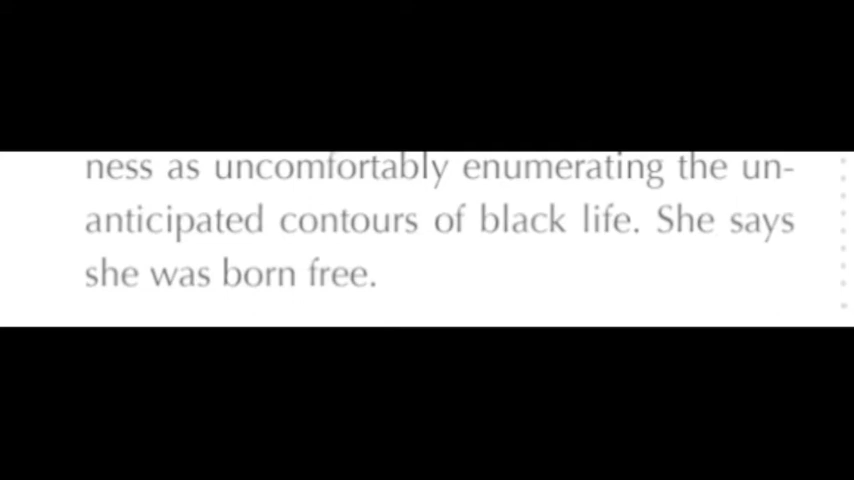 ness as uncomfortably enumerating the un-
anticipated contours of black life. She says
she was born free.